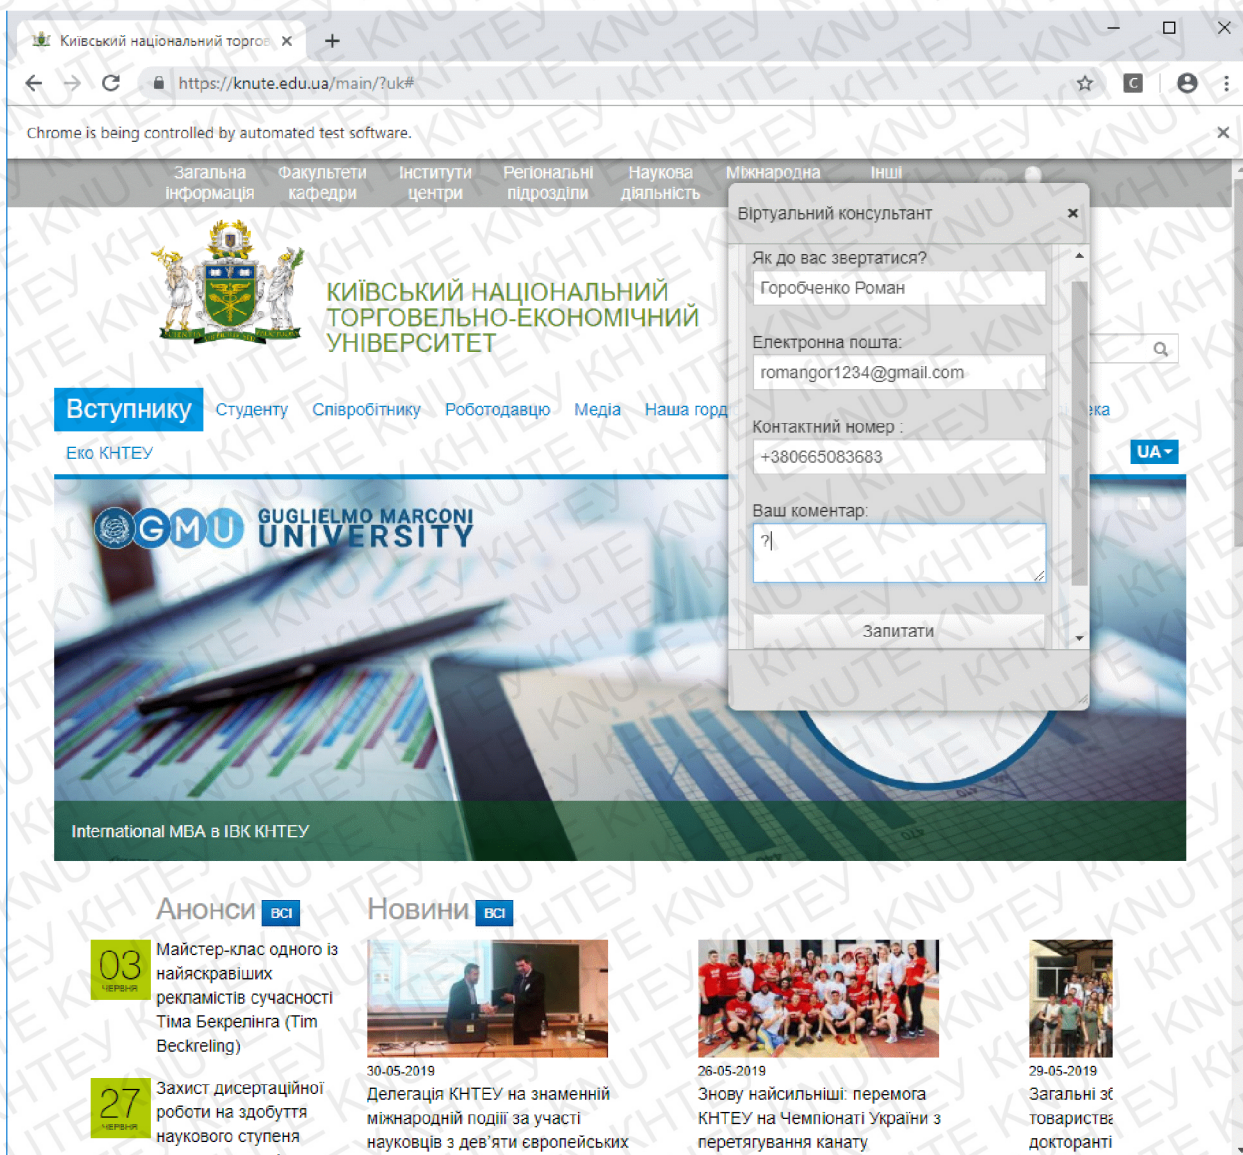 Київський національний торгов
https://knute.edu.ua/main/?uk#
Chrome is being controlled by automated test software.
Загальна інформація
Факультети кафедри
Інститути центри
Регіональні підрозділи
Наукова діяльність
Міжнародна
Інші
КИЇВСЬКИЙ НАЦІОНАЛЬНИЙ
ТОРГОВЕЛЬНО-ЕКОНОМІЧНИЙ
УНІВЕРСИТЕТ
Вступнику Студенту Співробітнику Роботодавцю Медіа Наша горд
ека
Еко КНТЕУ
UA
Віртуальний консультант
Як до вас звертатися?
Горобченко Роман
Електронна пошта:
romangor1234@gmail.com
Контактний номер :
+380665083683
Ваш коментар:
?
Запитати
GMU GUGLIELMO MARCONI
UNIVERSITY
International MBA в ІВК КНТЕУ
Анонси ВСІ
03
ЧЕРВНЯ
Майстер-клас одного із
найяскравіших
рекламістів сучасності
Тіма Бекрелінга (Tim
Beckreling)
27
ЧЕРВНЯ
Захист дисертаційної
роботи на здобуття
наукового ступеня
Новини ВСІ
30-05-2019
Делегація КНТЕУ на знаменній
міжнародній події за участі
науковців з дев'яти європейських
26-05-2019
Знову найсильніші: перемога
КНТЕУ на Чемпіонаті України з
перетягування канату
29-05-2019
Загальні зб
товариства
докторанті